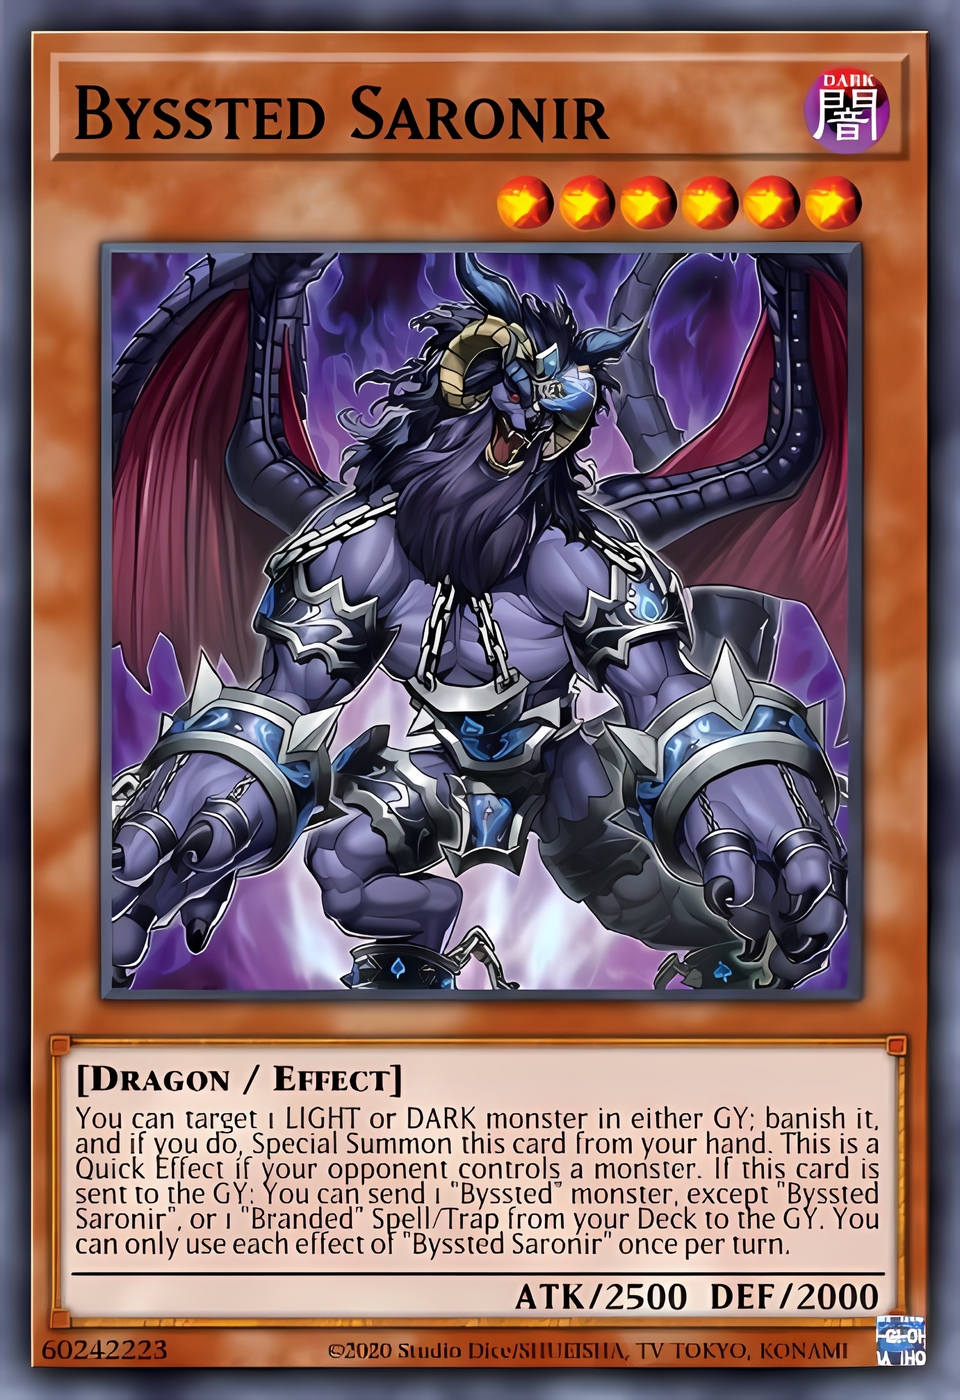 Byssted Saronir
DARK
闇
[Dragon / Effect]
You can target 1 LIGHT or DARK monster in either GY; banish it,
and if you do, Special Summon this card from your hand. This is a
Quick Effect if your opponent controls a monster. If this card is
sent to the GY: You can send 1 "Byssted" monster, except "Byssted
Saronir", or 1 "Branded" Spell/Trap from your Deck to the GY. You
can only use each effect of "Byssted Saronir" once per turn.
ATK/2500 DEF/2000
60242223
©2020 Studio Dice/SHUEISHA, TV TOKYO, KONAMI